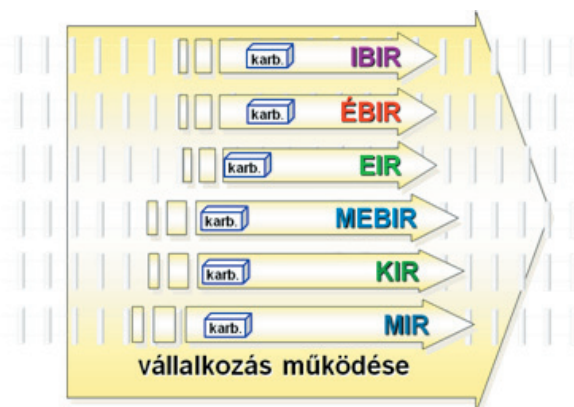 karb. IBIR
karb. ÉBIR
karb. EIR
karb. MEBIR
karb. KIR
karb. MIR
vállalkozás működése